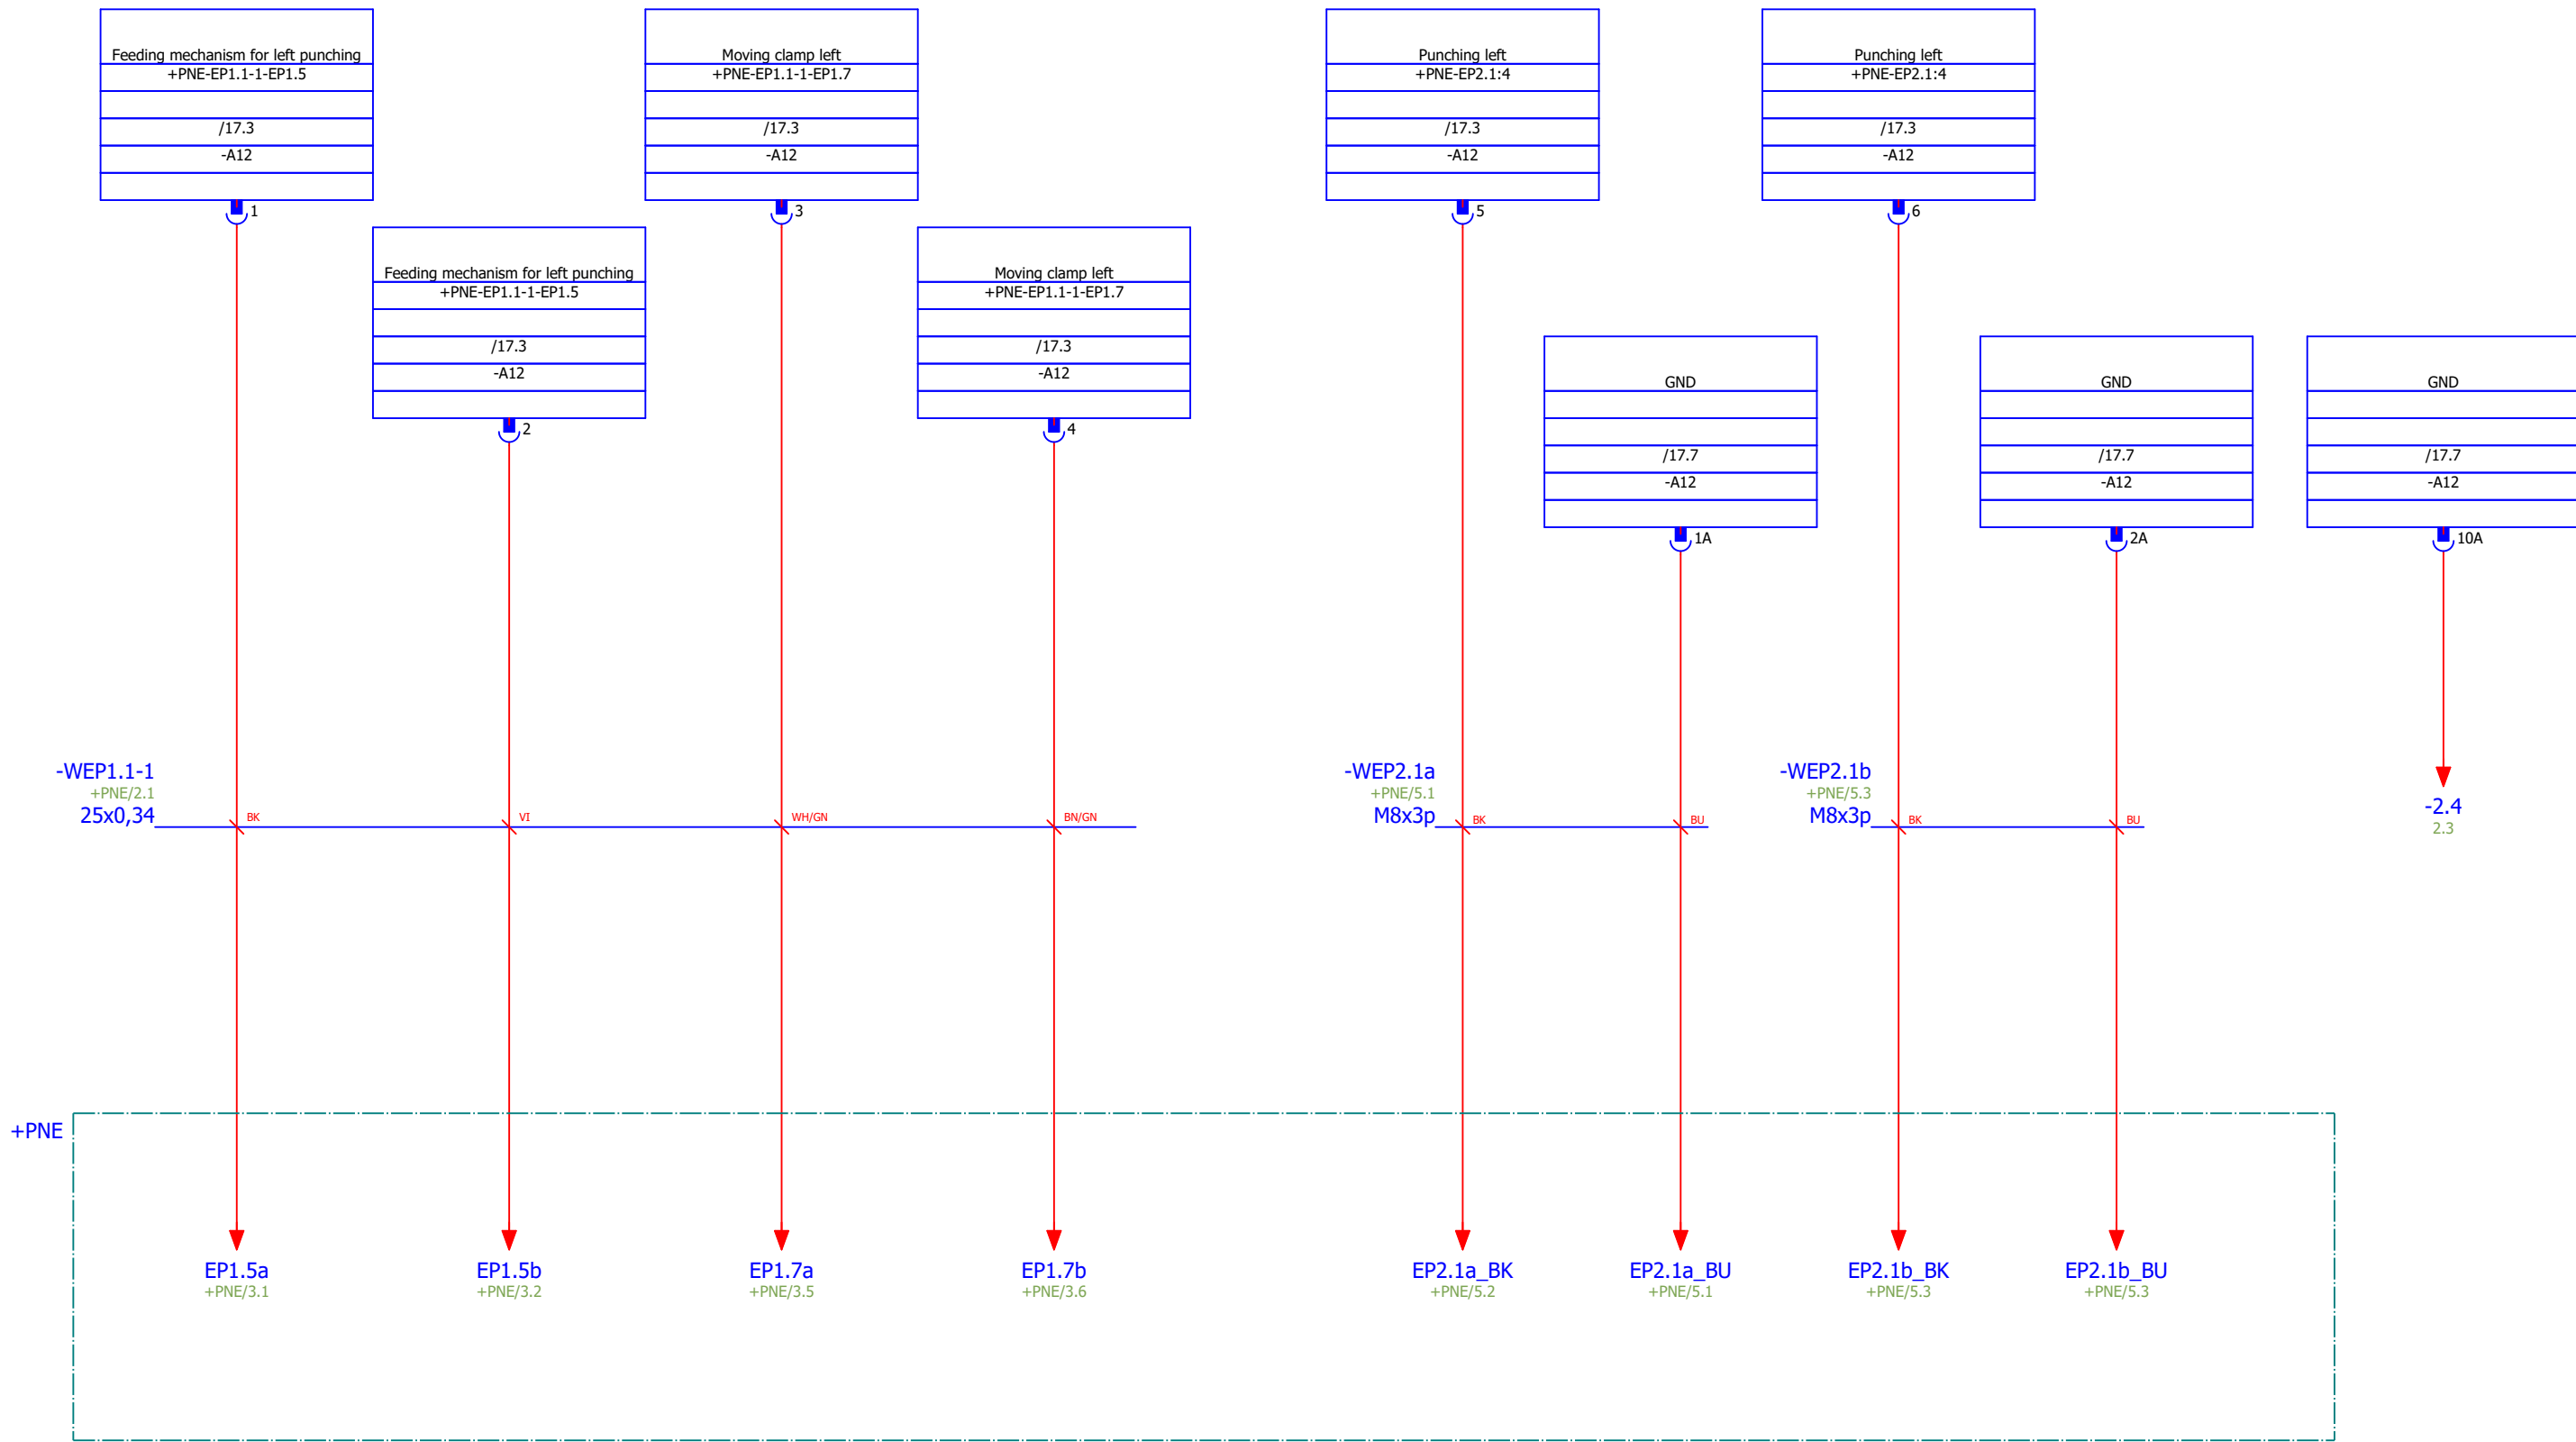 Feeding mechanism for left punching
+PNE-EP1.1-1-EP1.5
/17.3
-A12
1
Moving clamp left
+PNE-EP1.1-1-EP1.7
/17.3
-A12
3
Punching left
+PNE-EP2.1:4
/17.3
-A12
5
Punching left
+PNE-EP2.1:4
/17.3
-A12
6
Feeding mechanism for left punching
+PNE-EP1.1-1-EP1.5
/17.3
-A12
2
Moving clamp left
+PNE-EP1.1-1-EP1.7
/17.3
-A12
4
GND
/17.7
-A12
1A
GND
/17.7
-A12
2A
GND
/17.7
-A12
10A
-WEP1.1-1
+PNE/2.1
25x0,34
BK
VI
WH/GN
BN/GN
-WEP2.1a
+PNE/5.1
M8x3p
BK
BU
-WEP2.1b
+PNE/5.3
M8x3p
BK
BU
-2.4
2.3
+PNE
EP1.5a
+PNE/3.1
EP1.5b
+PNE/3.2
EP1.7a
+PNE/3.5
EP1.7b
+PNE/3.6
EP2.1a_BK
+PNE/5.2
EP2.1a_BU
+PNE/5.1
EP2.1b_BK
+PNE/5.3
EP2.1b_BU
+PNE/5.3